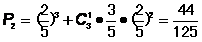 P₂ = (2/5)³ + C₃¹ • 3/5 • (2/5)² = 44/125